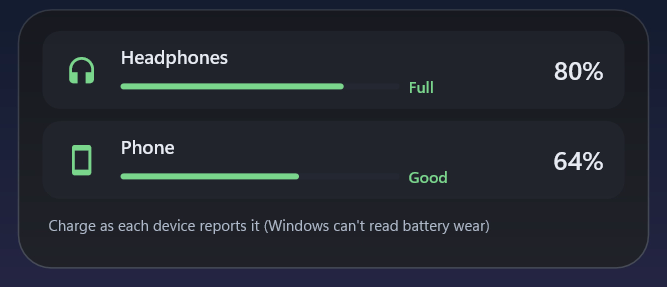 Headphones
Full
80%
Phone
Good
64%
Charge as each device reports it (Windows can't read battery wear)